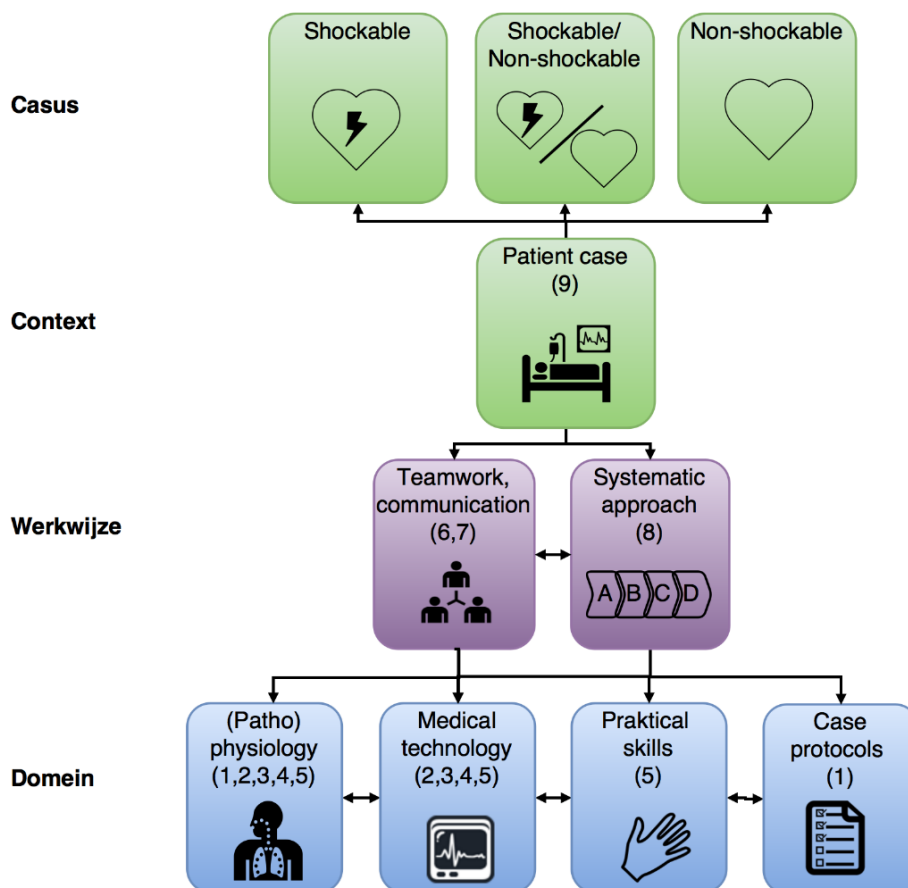 Shockable
Shockable/
Non-shockable
Non-shockable
Casus
Patient case
(9)
Context
Teamwork,
communication
(6,7)
Systematic
approach
(8)
Werkwijze
A B C D
(Patho)
physiology
(1,2,3,4,5)
Medical
technology
(2,3,4,5)
Praktical
skills
(5)
Case
protocols
(1)
Domein